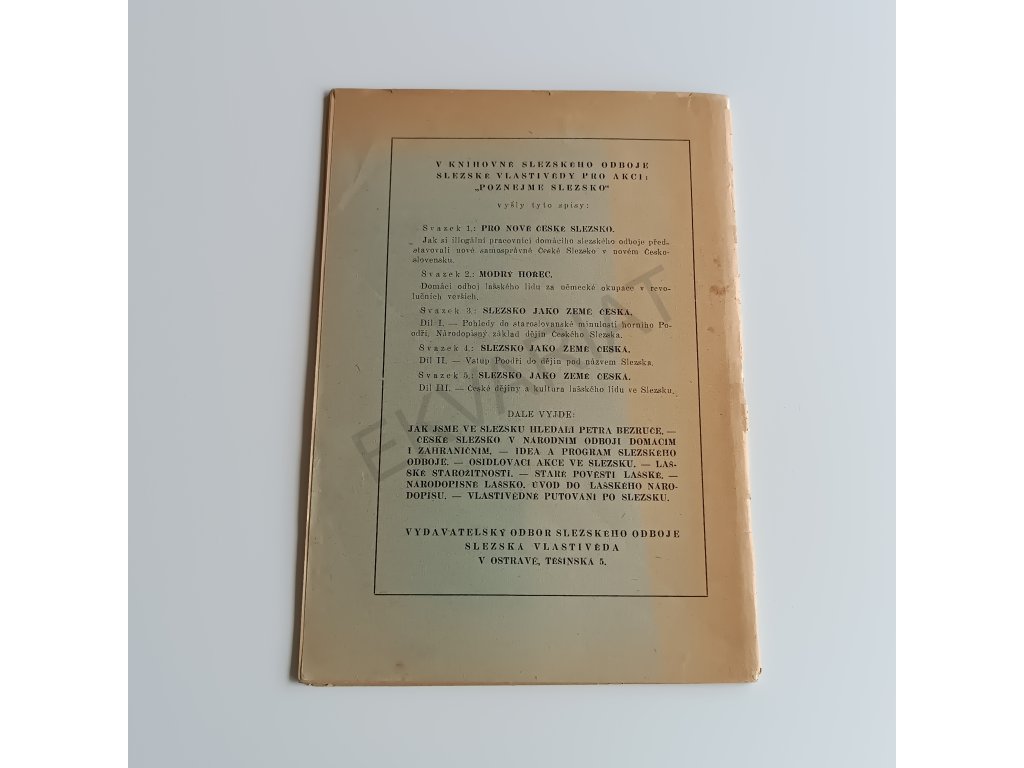 V KNIHOVNĚ SLEZSKÉHO ODBOJE
SLEZSKÉ VLASTIVĚDY PRO AKCI:
„POZNEJME SLEZSKO“
vyšly tyto spisy:
Svazek 1.: PRO NOVÉ ČESKÉ SLEZSKO.
Jak si illegální pracovníci domácího slezského odboje před-
stavovali nové samosprávné České Slezsko v novém Česko-
slovensku.
Svazek 2.: MODRÝ HOŘEC.
Domácí odboj lašského lidu za německé okupace v revo-
lučních verších.
Svazek 3.: SLEZSKO JAKO ZEMĚ ČESKÁ.
Díl I. — Pohledy do staroslovanské minulosti horního Po-
odří, Národopisný základ dějin Českého Slezska.
Svazek 4.: SLEZSKO JAKO ZEMĚ ČESKÁ.
Díl II. — Vstup Poodří do dějin pod názvem Slezska.
Svazek 5.: SLEZSKO JAKO ZEMĚ ČESKÁ.
Díl III. — České dějiny a kultura lašského lidu ve Slezsku.
DÁLE VYJDE:
JAK JSME VE SLEZSKU HLEDALI PETRA BEZRUČE. —
ČESKÉ SLEZSKO V NÁRODNÍM ODBOJI DOMÁCÍM
I ZAHRANIČNÍM. — IDEA A PROGRAM SLEZSKÉHO
ODBOJE. — OSIDLOVACÍ AKCE VE SLEZSKU. — LAŠ-
SKÉ STAROŽITNOSTI. — STARÉ POVĚSTI LAŠSKÉ. —
NÁRODOPISNÉ LAŠSKO. ÚVOD DO LAŠSKÉHO NÁRO-
DOPISU. — VLASTIVĚDNÉ PUTOVÁNÍ PO SLEZSKU.
VYDAVATELSKÝ ODBOR SLEZSKÉHO ODBOJE
SLEZSKÁ VLASTIVĚDA
V OSTRAVĚ, TĚŠÍNSKÁ 5.
EKVARIAT